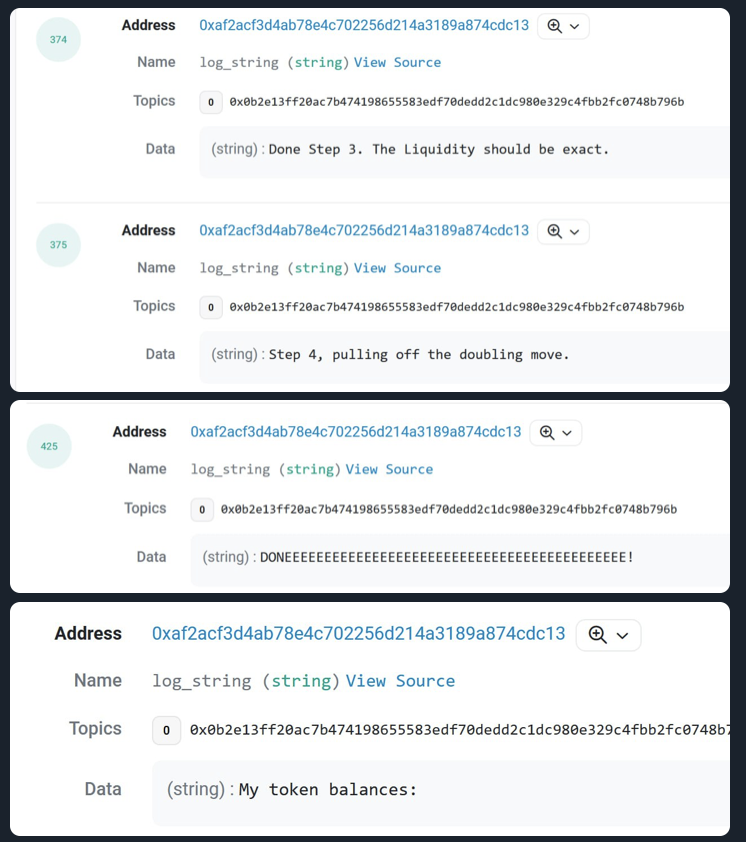 374
Address 0xaf2acf3d4ab78e4c702256d214a3189a874cdc13
Name log_string (string) View Source
Topics 0 0x0b2e13ff20ac7b474198655583edf70dedd2c1dc980e329c4fbb2fc0748b796b
Data (string) : Done Step 3. The Liquidity should be exact.
375
Address 0xaf2acf3d4ab78e4c702256d214a3189a874cdc13
Name log_string (string) View Source
Topics 0 0x0b2e13ff20ac7b474198655583edf70dedd2c1dc980e329c4fbb2fc0748b796b
Data (string) : Step 4, pulling off the doubling move.
425
Address 0xaf2acf3d4ab78e4c702256d214a3189a874cdc13
Name log_string (string) View Source
Topics 0 0x0b2e13ff20ac7b474198655583edf70dedd2c1dc980e329c4fbb2fc0748b796b
Data (string) : DONEEEEEEEEEEEEEEEEEEEEEEEEEEEEEEEEEEEEEEEEEEEE!
Address 0xaf2acf3d4ab78e4c702256d214a3189a874cdc13
Name log_string (string) View Source
Topics 0 0x0b2e13ff20ac7b474198655583edf70dedd2c1dc980e329c4fbb2fc0748b7
Data (string) : My token balances: